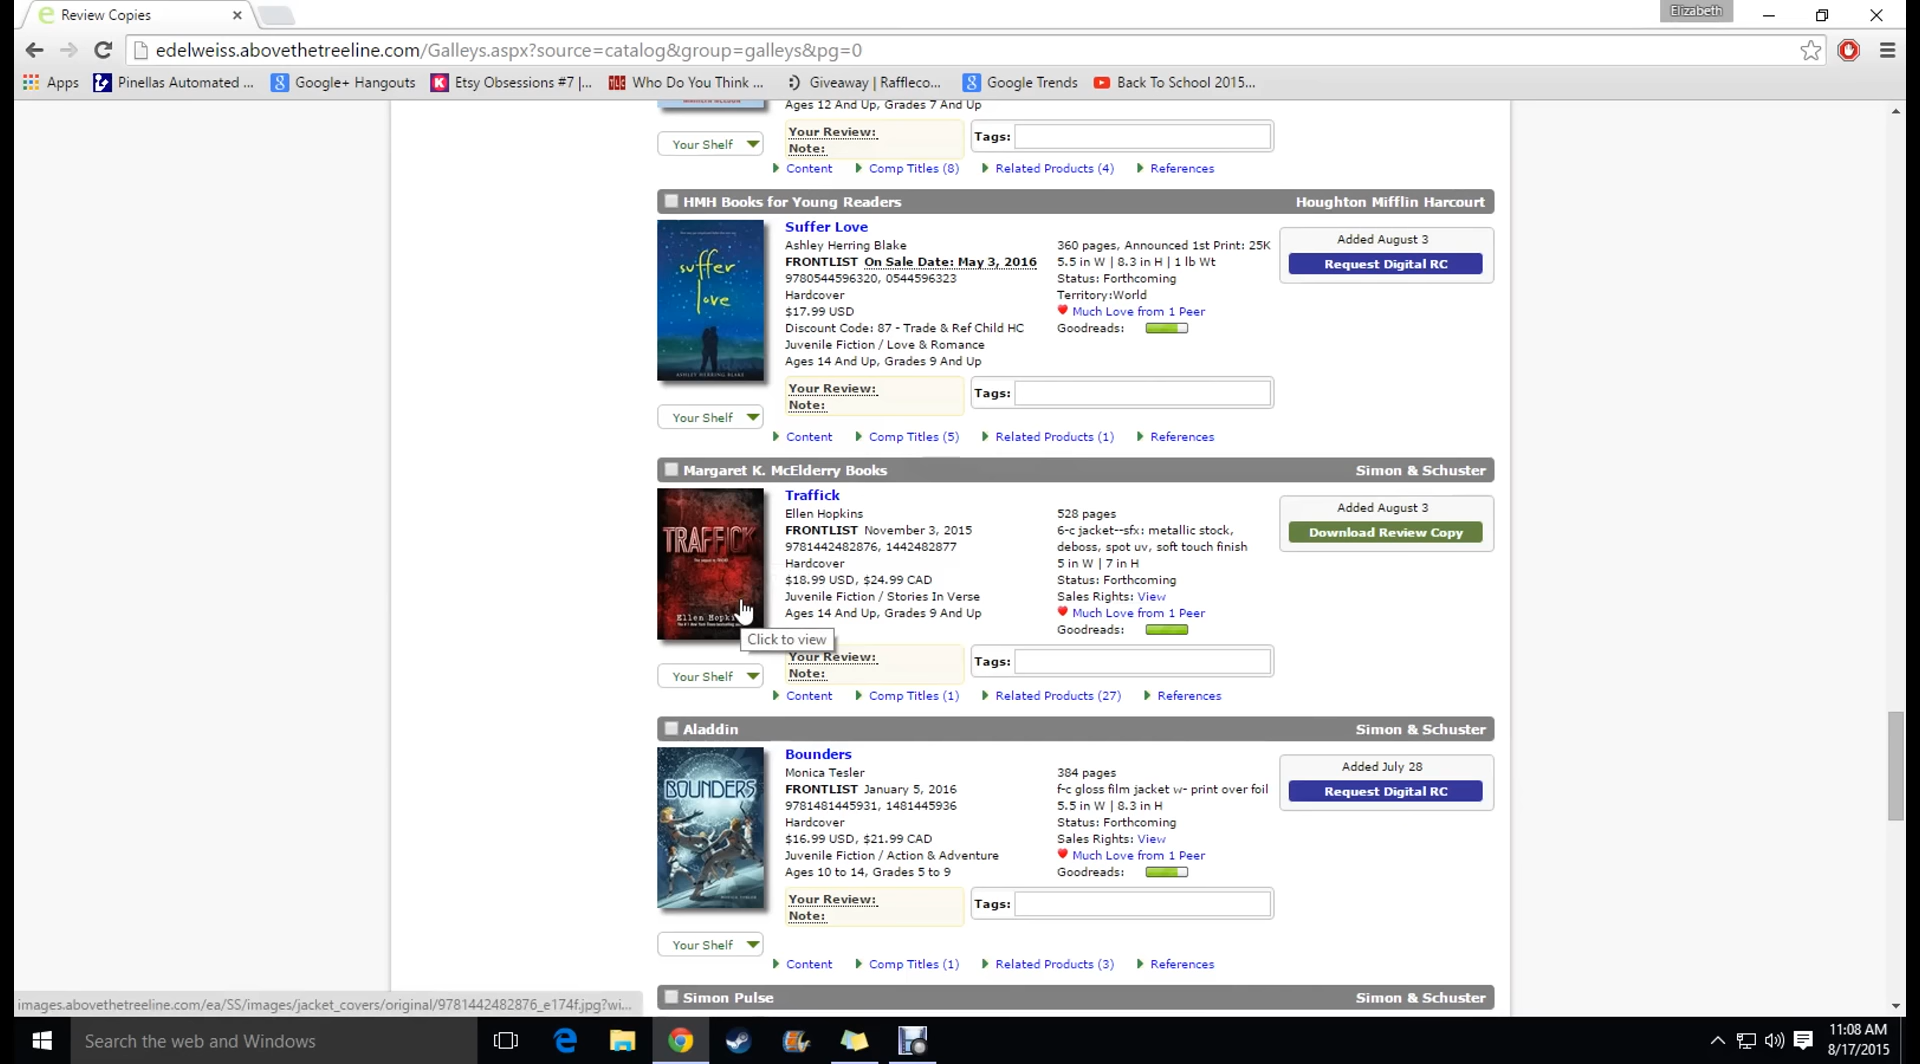 Review Copies
Elizabeth
edelweiss.abovethetreeline.com/Galleys.aspx?source=catalog&group=galleys&pg=0
Apps
Pinellas Automated ...
Google+ Hangouts
Etsy Obsessions #7 |...
TLC Who Do You Think ...
Giveaway | Raffleco...
Google Trends
Back To School 2015...
Ages 12 And Up, Grades 7 And Up
Your Shelf
Your Review:
Note:
Tags:
Content
Comp Titles (8)
Related Products (4)
References
HMH Books for Young Readers
Houghton Mifflin Harcourt
suffer
love
ASHLEY HERRING BLAKE
Suffer Love
Ashley Herring Blake
FRONTLIST On Sale Date: May 3, 2016
9780544596320, 0544596323
Hardcover
$17.99 USD
Discount Code: 87 - Trade & Ref Child HC
Juvenile Fiction / Love & Romance
Ages 14 And Up, Grades 9 And Up
360 pages, Announced 1st Print: 25K
5.5 in W | 8.3 in H | 1 lb Wt
Status: Forthcoming
Territory:World
Much Love from 1 Peer
Goodreads:
Added August 3
Request Digital RC
Your Shelf
Your Review:
Note:
Tags:
Content
Comp Titles (5)
Related Products (1)
References
Margaret K. McElderry Books
Simon & Schuster
TRAFFICK
Ellen Hopki
Traffick
Ellen Hopkins
FRONTLIST November 3, 2015
9781442482876, 1442482877
Hardcover
$18.99 USD, $24.99 CAD
Juvenile Fiction / Stories In Verse
Ages 14 And Up, Grades 9 And Up
528 pages
6-c jacket--sfx: metallic stock,
deboss, spot uv, soft touch finish
5 in W | 7 in H
Status: Forthcoming
Sales Rights: View
Much Love from 1 Peer
Goodreads:
Added August 3
Download Review Copy
Click to view
Your Shelf
Your Review:
Note:
Tags:
Content
Comp Titles (1)
Related Products (27)
References
Aladdin
Simon & Schuster
BOUNDERS
MONICA TESLER
Bounders
Monica Tesler
FRONTLIST January 5, 2016
9781481445931, 1481445936
Hardcover
$16.99 USD, $21.99 CAD
Juvenile Fiction / Action & Adventure
Ages 10 to 14, Grades 5 to 9
384 pages
f-c gloss film jacket w- print over foil
5.5 in W | 8.3 in H
Status: Forthcoming
Sales Rights: View
Much Love from 1 Peer
Goodreads:
Added July 28
Request Digital RC
Your Shelf
Your Review:
Note:
Tags:
Content
Comp Titles (1)
Related Products (3)
References
Simon Pulse
Simon & Schuster
images.abovethetreeline.com/ea/SS/images/jacket_covers/original/9781442482876_e174f.jpg?wi...
Search the web and Windows
11:08 AM
8/17/2015